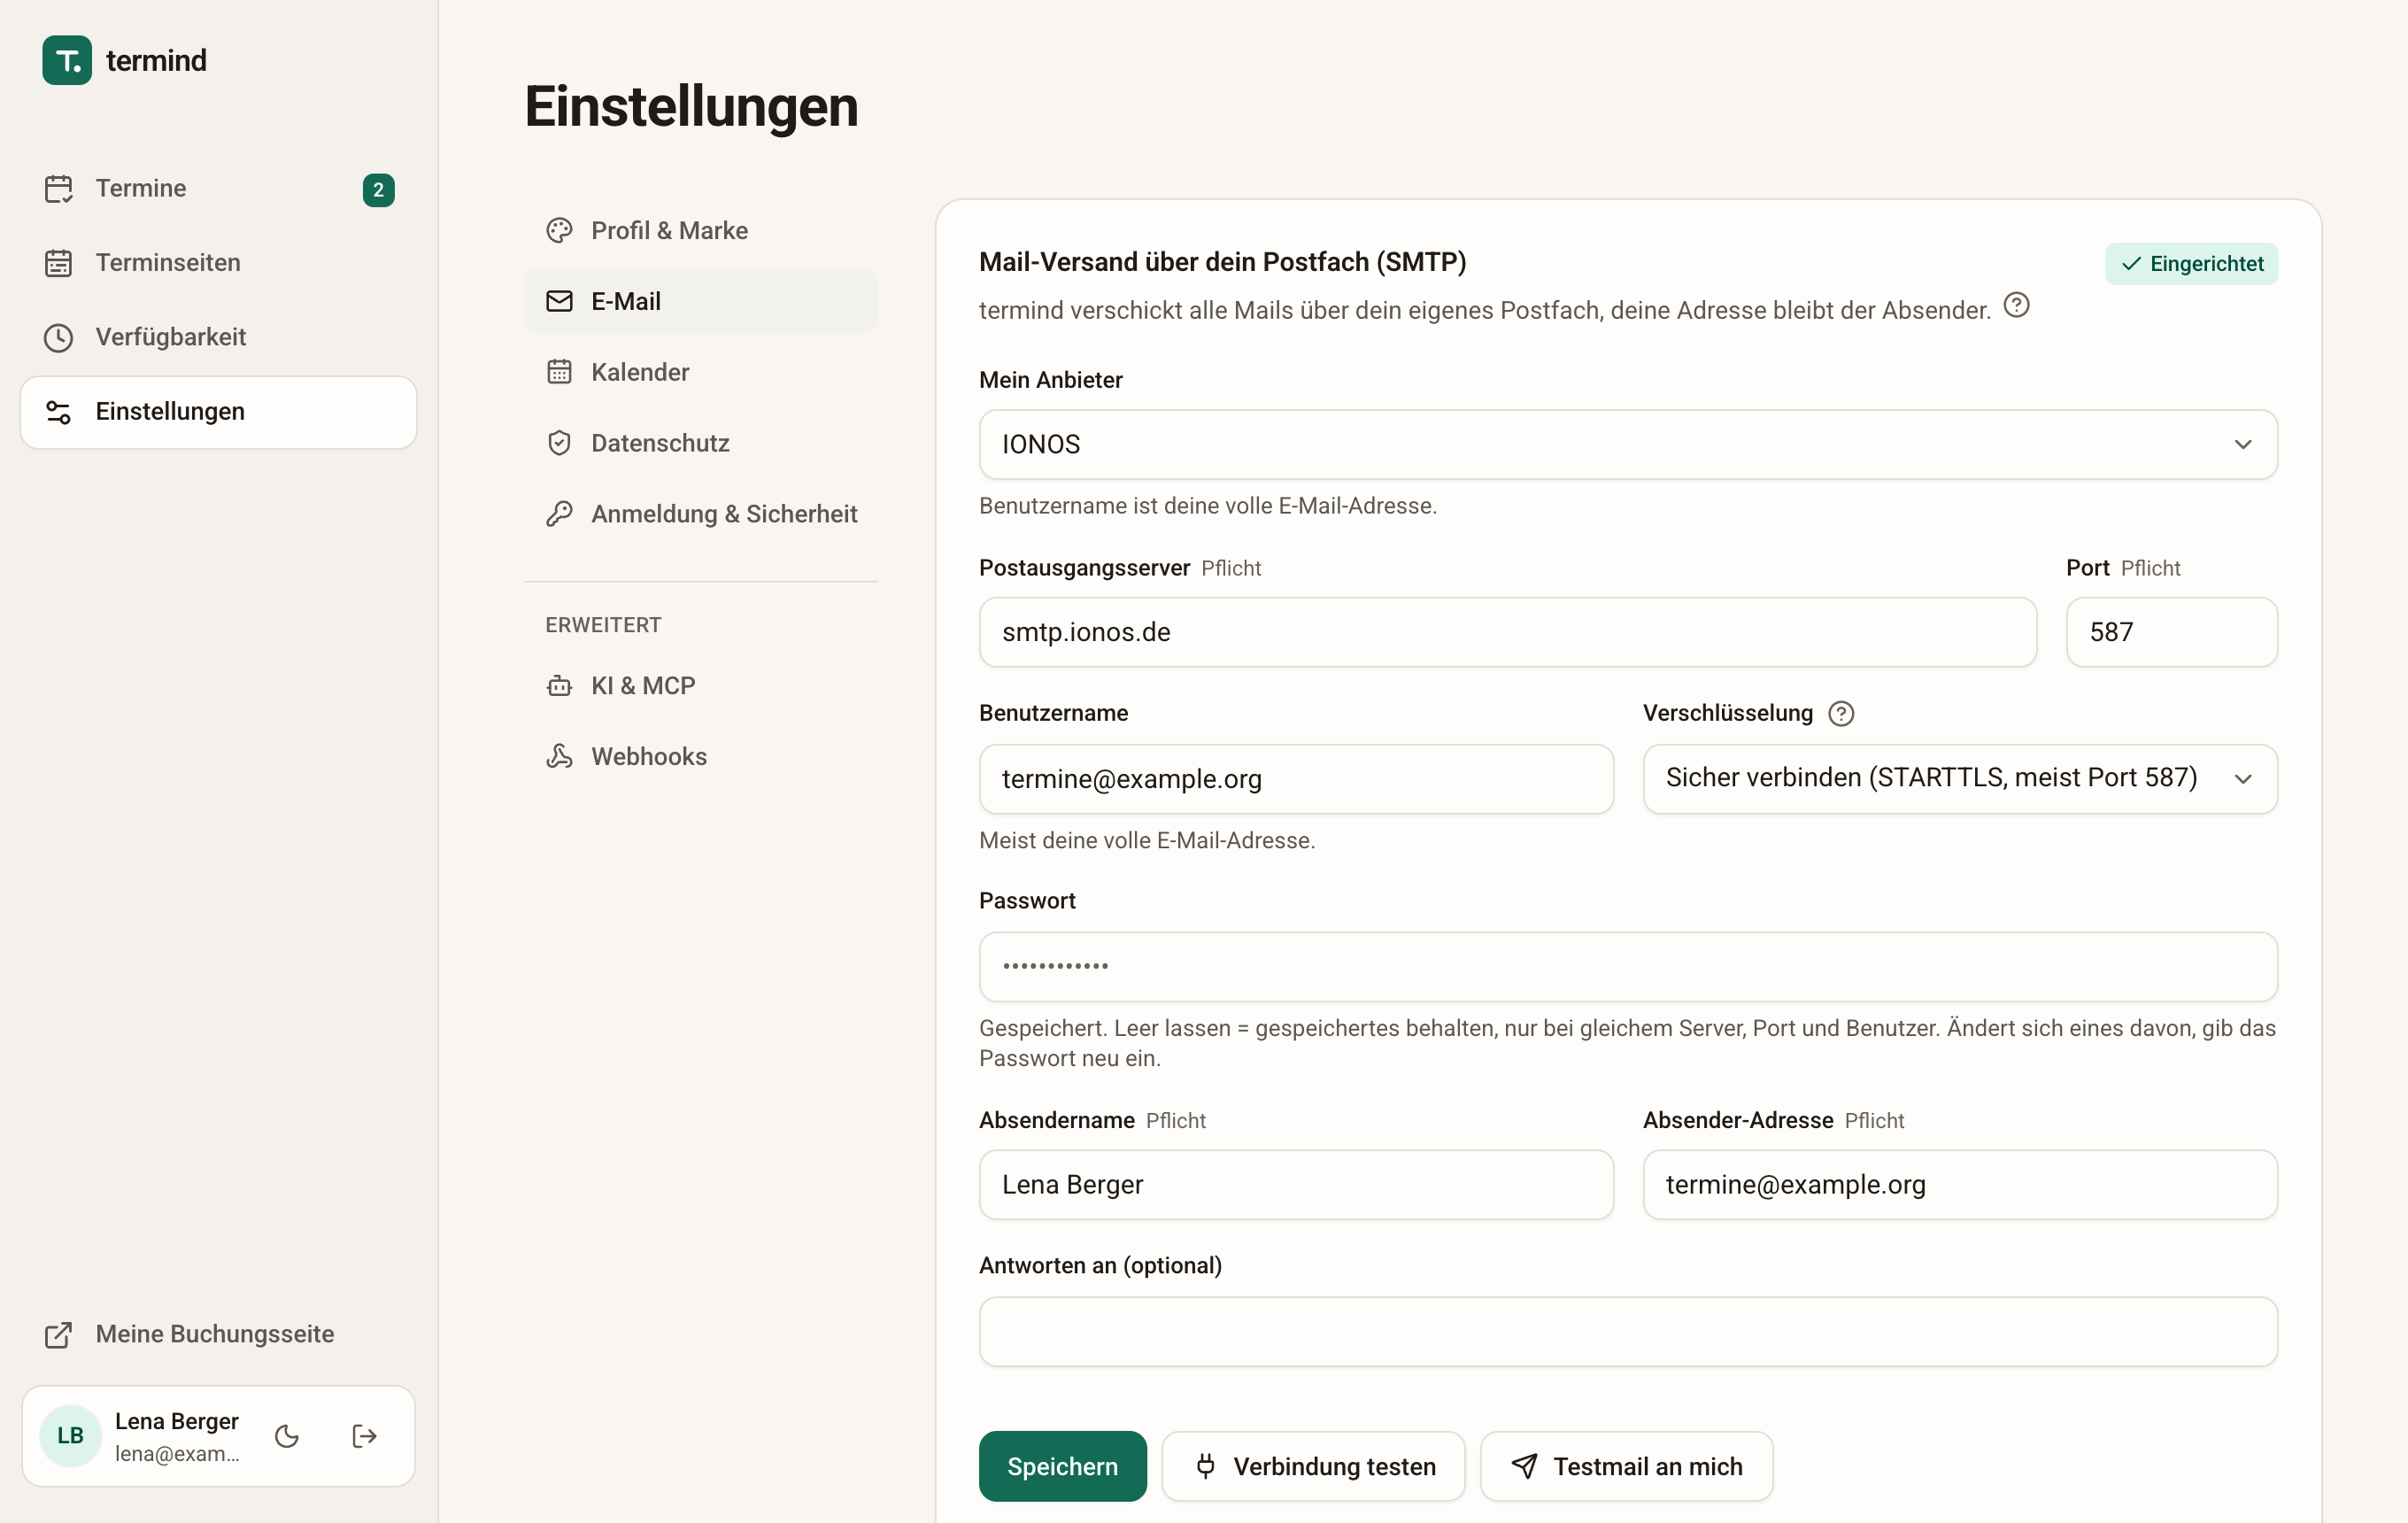 T. termind
Termine 2
Terminseiten
Verfügbarkeit
Einstellungen
Meine Buchungsseite
LB
Lena Berger
lena@exam...
Einstellungen
Profil & Marke
E-Mail
Kalender
Datenschutz
Anmeldung & Sicherheit
ERWEITERT
KI & MCP
Webhooks
Mail-Versand über dein Postfach (SMTP)
Eingerichtet
termind verschickt alle Mails über dein eigenes Postfach, deine Adresse bleibt der Absender.
Mein Anbieter
IONOS
Benutzername ist deine volle E-Mail-Adresse.
Postausgangsserver Pflicht
smtp.ionos.de
Port Pflicht
587
Benutzername
termine@example.org
Meist deine volle E-Mail-Adresse.
Verschlüsselung
Sicher verbinden (STARTTLS, meist Port 587)
Passwort
••••••••••••
Gespeichert. Leer lassen = gespeichertes behalten, nur bei gleichem Server, Port und Benutzer. Ändert sich eines davon, gib das
Passwort neu ein.
Absendername Pflicht
Lena Berger
Absender-Adresse Pflicht
termine@example.org
Antworten an (optional)
Speichern
Verbindung testen
Testmail an mich